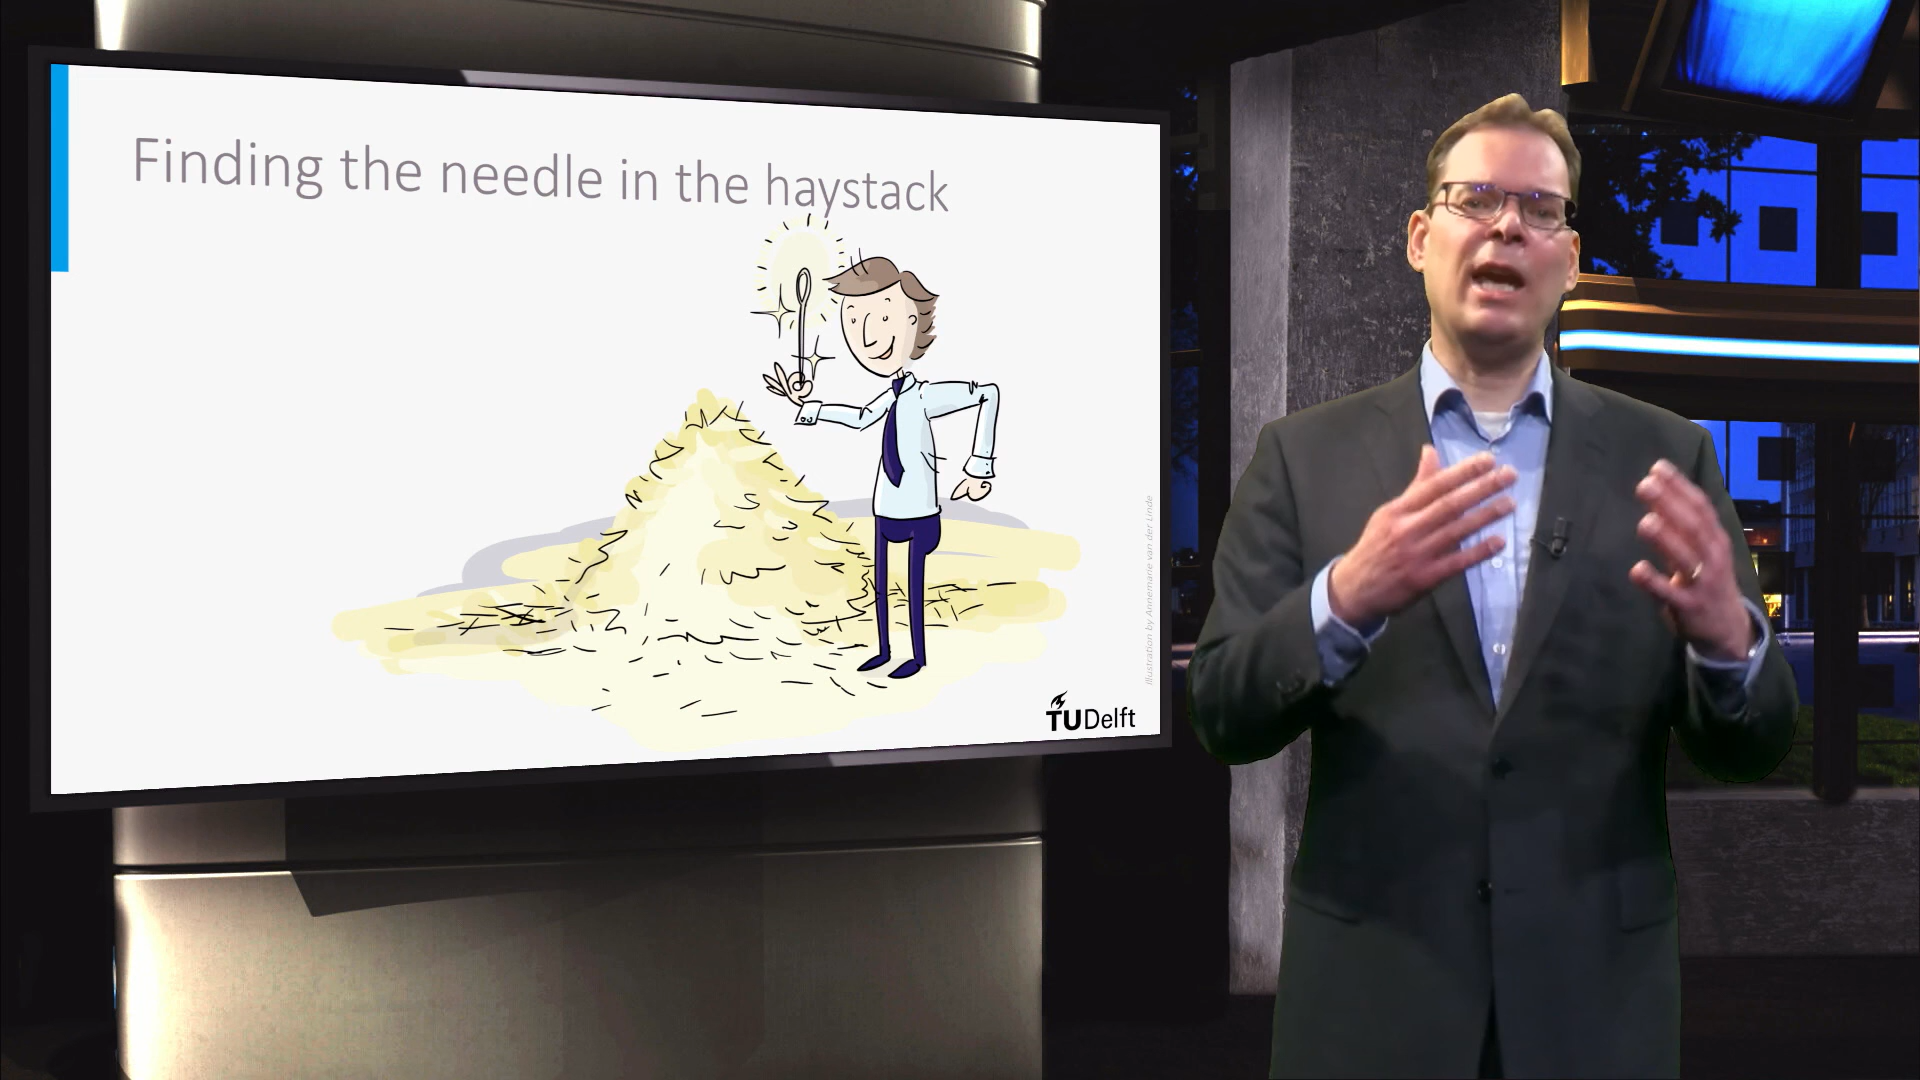 Finding the needle in the haystack
Illustration by Annemarie van der Linde
TUDelft